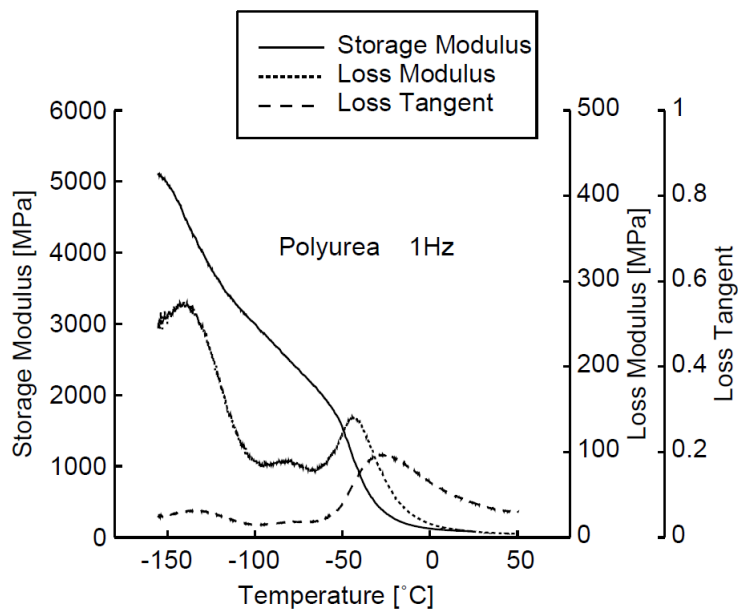 Storage Modulus
Loss Modulus
Loss Tangent
6000
5000
4000
3000
2000
1000
0
Storage Modulus [MPa]
Polyurea 1Hz
500
400
300
200
100
0
Loss Modulus [MPa]
1
0.8
0.6
0.4
0.2
0
Loss Tangent
-150 -100 -50 0 50
Temperature [˚C]